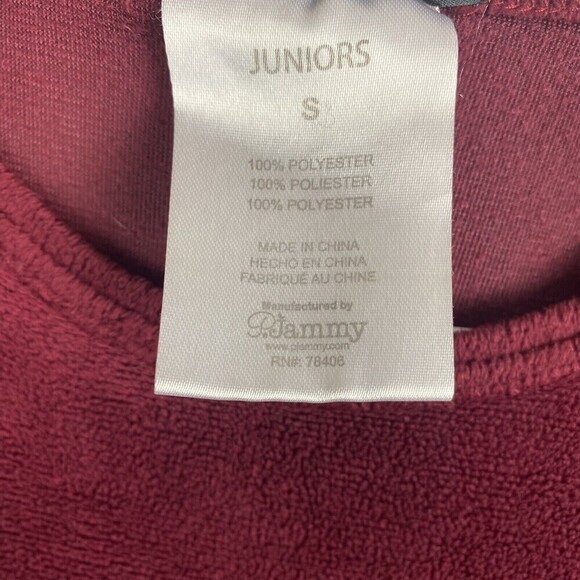 JUNIORS
S
100% POLYESTER
100% POLIESTER
100% POLYESTER
MADE IN CHINA
HECHO EN CHINA
FABRIQUÉ AU CHINE
Manufactured by
PJammy
www.pjammy.com
RN#: 78406